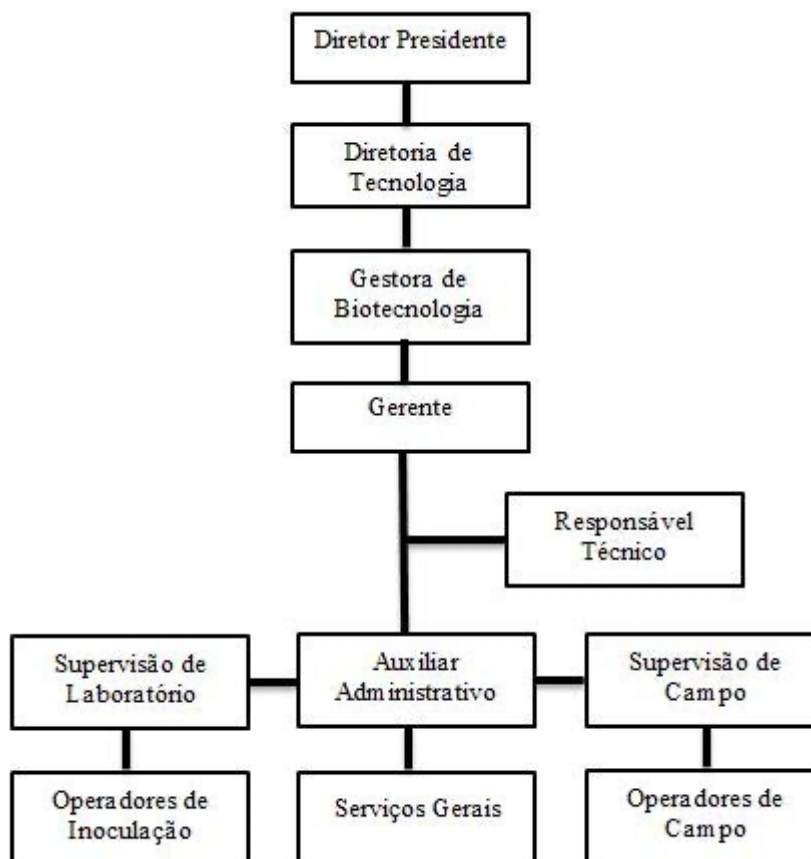 Diretor Presidente
Diretoria de
Tecnologia
Gestora de
Biotecnologia
Gerente
Responsável
Técnico
Supervisão de
Laboratório
Auxiliar
Administrativo
Supervisão de
Campo
Operadores de
Inoculação
Serviços Gerais
Operadores de
Campo